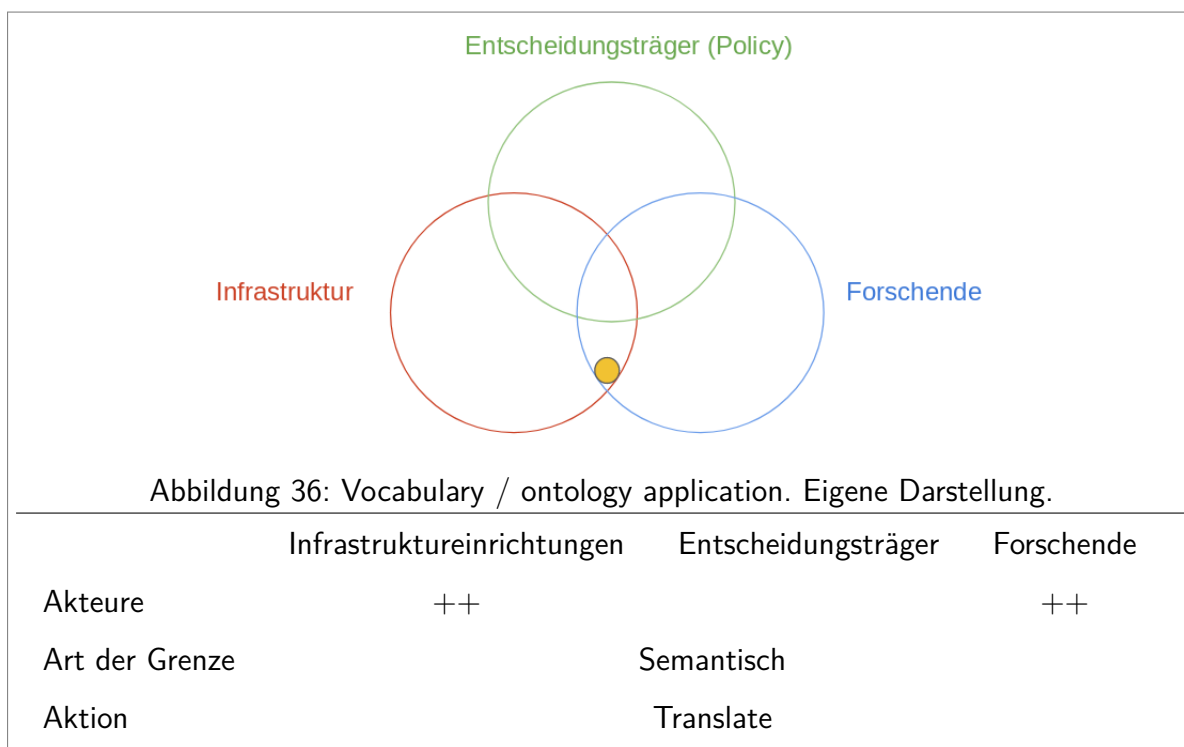 Entscheidungsträger (Policy)
Infrastruktur
Forschende
Abbildung 36: Vocabulary / ontology application. Eigene Darstellung.
Infrastruktureinrichtungen Entscheidungsträger Forschende
Akteure ++ ++
Art der Grenze Semantisch
Aktion Translate